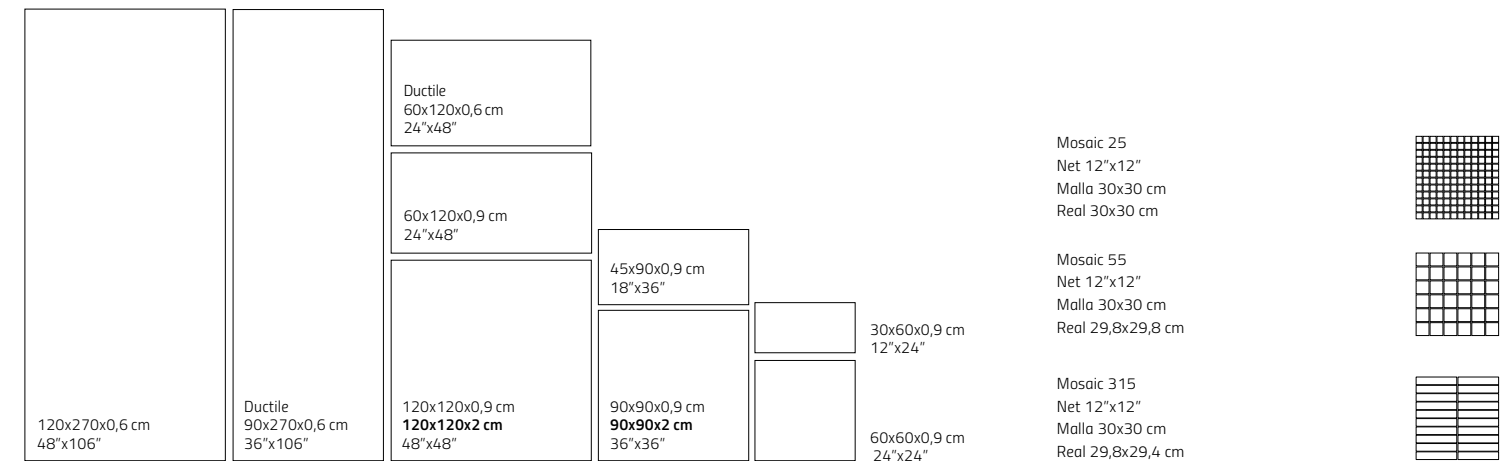 120x270x0,6 cm
48”x106”
Ductile
90x270x0,6 cm
36”x106”
Ductile
60x120x0,6 cm
24”x48”
60x120x0,9 cm
24”x48”
120x120x0,9 cm
120x120x2 cm
48”x48”
45x90x0,9 cm
18”x36”
90x90x0,9 cm
90x90x2 cm
36”x36”
30x60x0,9 cm
12”x24”
60x60x0,9 cm
24”x24”
Mosaic 25
Net 12”x12”
Malla 30x30 cm
Real 30x30 cm
Mosaic 55
Net 12”x12”
Malla 30x30 cm
Real 29,8x29,8 cm
Mosaic 315
Net 12”x12”
Malla 30x30 cm
Real 29,8x29,4 cm